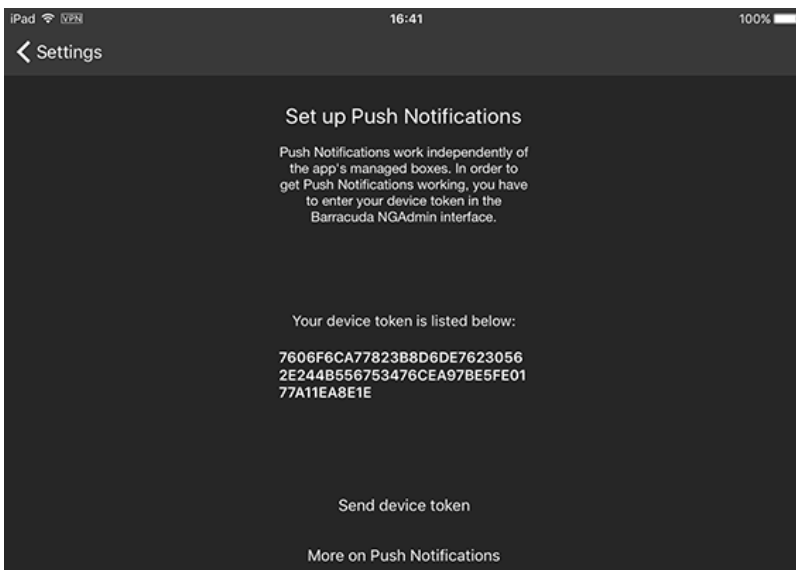 iPad VPN 16:41 100%
Settings
Set up Push Notifications
Push Notifications work independently of
the app's managed boxes. In order to
get Push Notifications working, you have
to enter your device token in the
Barracuda NGAdmin interface.
Your device token is listed below:
7606F6CA77823B8D6DE7623056
2E244B556753476CEA97BE5FE01
77A11EA8E1E
Send device token
More on Push Notifications